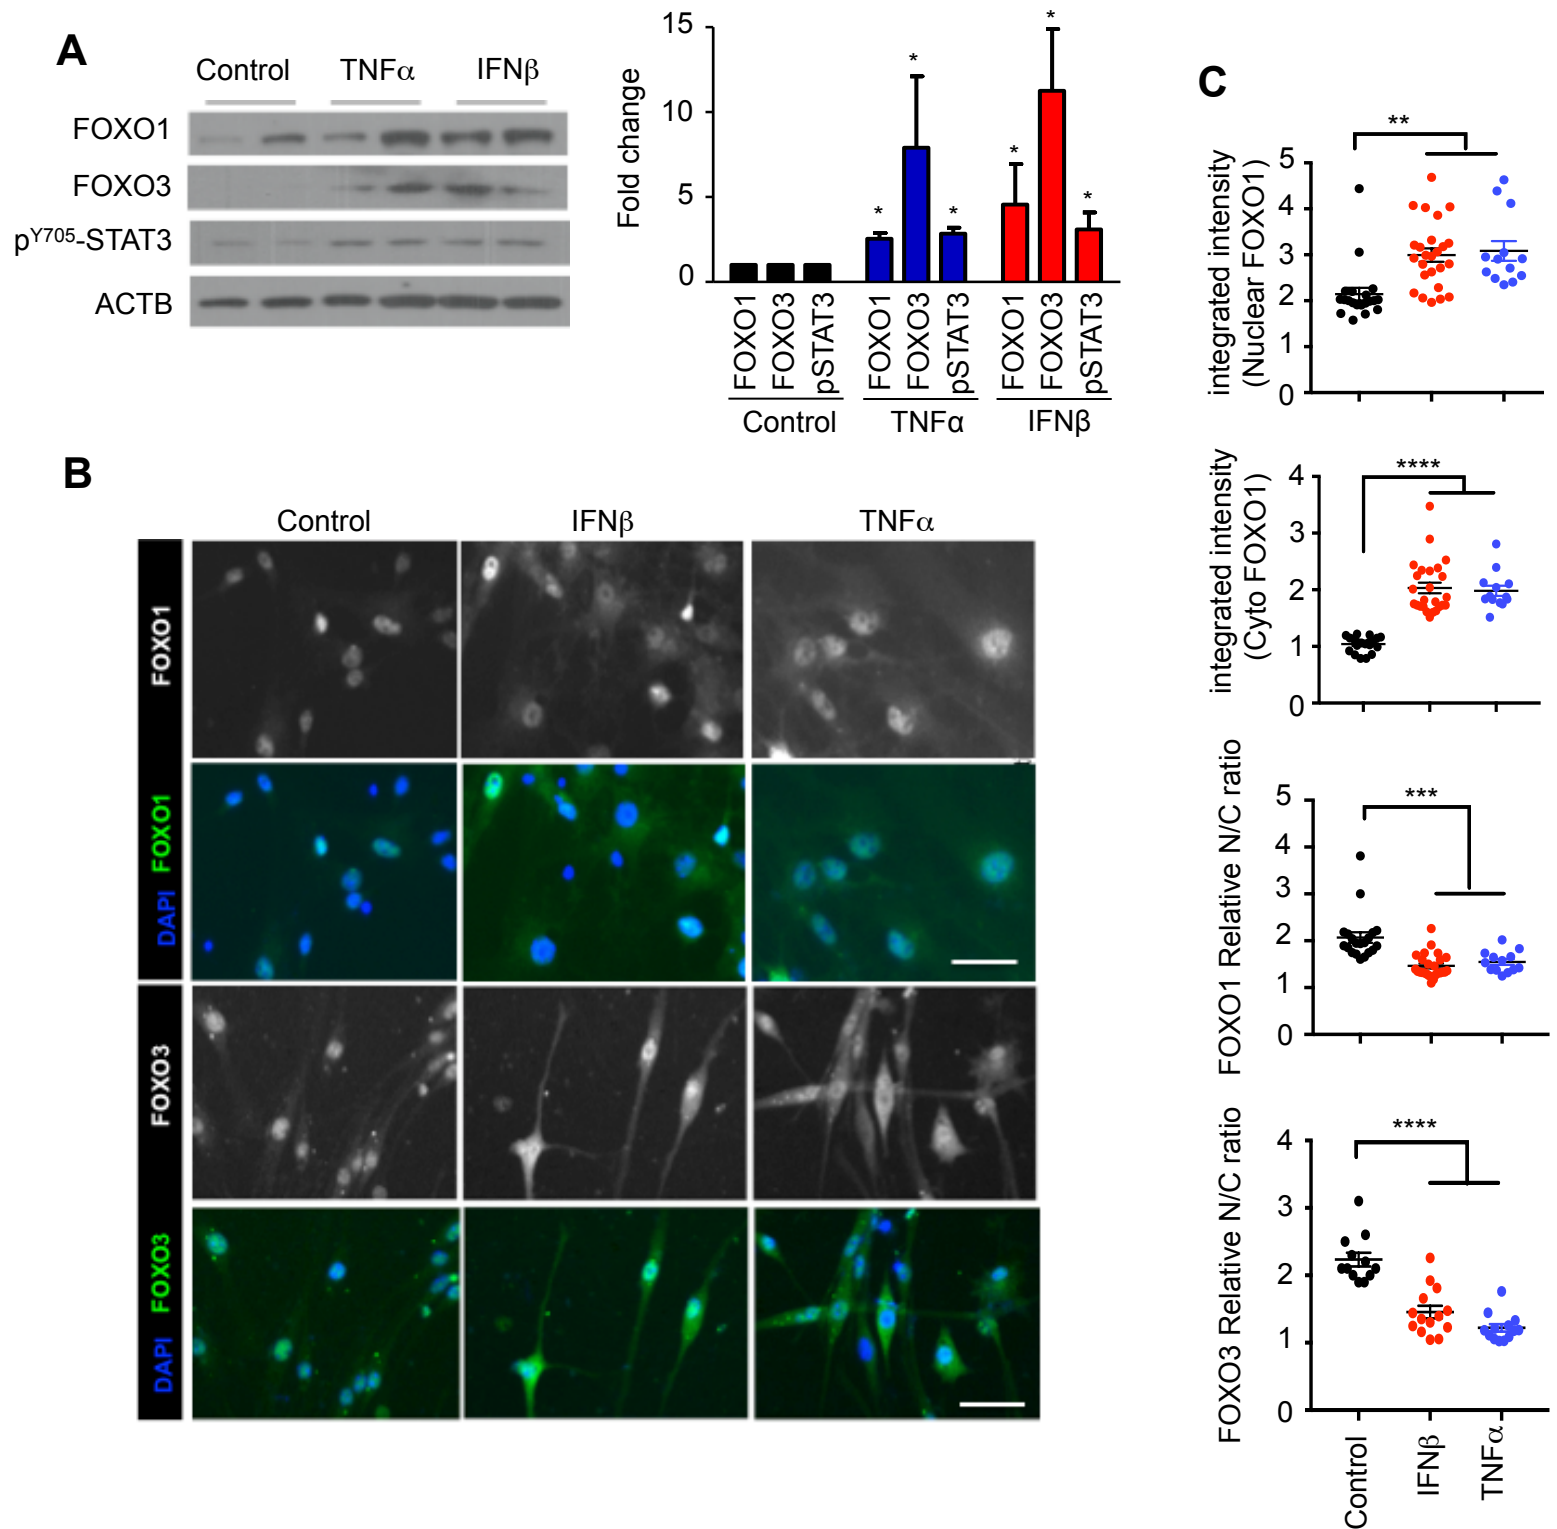 A
Control TNFα IFNβ
FOXO1
FOXO3
pY705-STAT3
ACTB
Fold change
15
10
5
0
* * * * * *
FOXO1 FOXO3 pSTAT3 FOXO1 FOXO3 pSTAT3 FOXO1 FOXO3 pSTAT3
Control TNFα IFNβ
B
Control IFNβ TNFα
FOXO1
DAPI FOXO1
FOXO3
DAPI FOXO3
C
integrated intensity
(Nuclear FOXO1)
**
5
4
3
2
1
0
integrated intensity
(Cyto FOXO1)
****
4
3
2
1
0
FOXO1 Relative N/C ratio
***
5
4
3
2
1
0
FOXO3 Relative N/C ratio
****
4
3
2
1
0
Control IFNβ TNFα